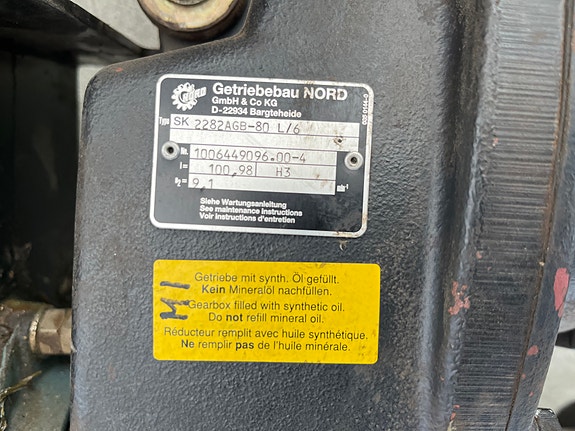 NORD
Getriebebau NORD
GmbH & Co KG
D-22934 Bargteheide
Type SK 2282AGB-80 L/6
Nr. 1006449096.00-4
i= 100,98 H3
n₂= 9,1 min⁻¹
Siehe Wartungsanleitung
See maintenance instructions
Voir instructions d'entretien
Getriebe mit synth. Öl gefüllt.
Kein Mineralöl nachfüllen.
Gearbox filled with synthetic oil.
Do not refill mineral oil.
Réducteur remplit avec huile synthétique.
Ne remplir pas de l'huile minérale.